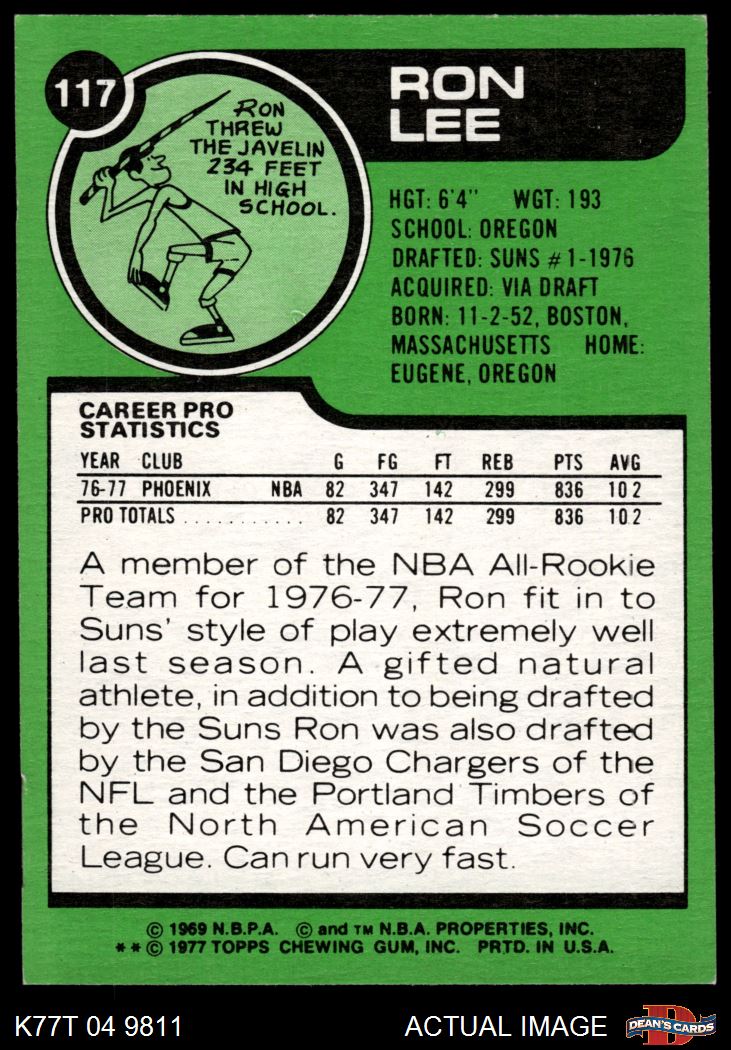 117
RON
LEE
RON
THREW
THE JAVELIN
234 FEET
IN HIGH
SCHOOL.
HGT: 6'4" WGT: 193
SCHOOL: OREGON
DRAFTED: SUNS #1-1976
ACQUIRED: VIA DRAFT
BORN: 11-2-52, BOSTON,
MASSACHUSETTS HOME:
EUGENE, OREGON
CAREER PRO
STATISTICS
YEAR CLUB G FG FT REB PTS AVG
76-77 PHOENIX NBA 82 347 142 299 836 10.2
PRO TOTALS ........... 82 347 142 299 836 10.2
A member of the NBA All-Rookie
Team for 1976-77, Ron fit in to
Suns' style of play extremely well
last season. A gifted natural
athlete, in addition to being drafted
by the Suns Ron was also drafted
by the San Diego Chargers of the
NFL and the Portland Timbers of
the North American Soccer
League. Can run very fast.
© 1969 N.B.P.A. © and TM N.B.A. PROPERTIES, INC.
**© 1977 TOPPS CHEWING GUM, INC. PRTD. IN U.S.A.
K77T 04 9811 ACTUAL IMAGE DEAN'S CARDS